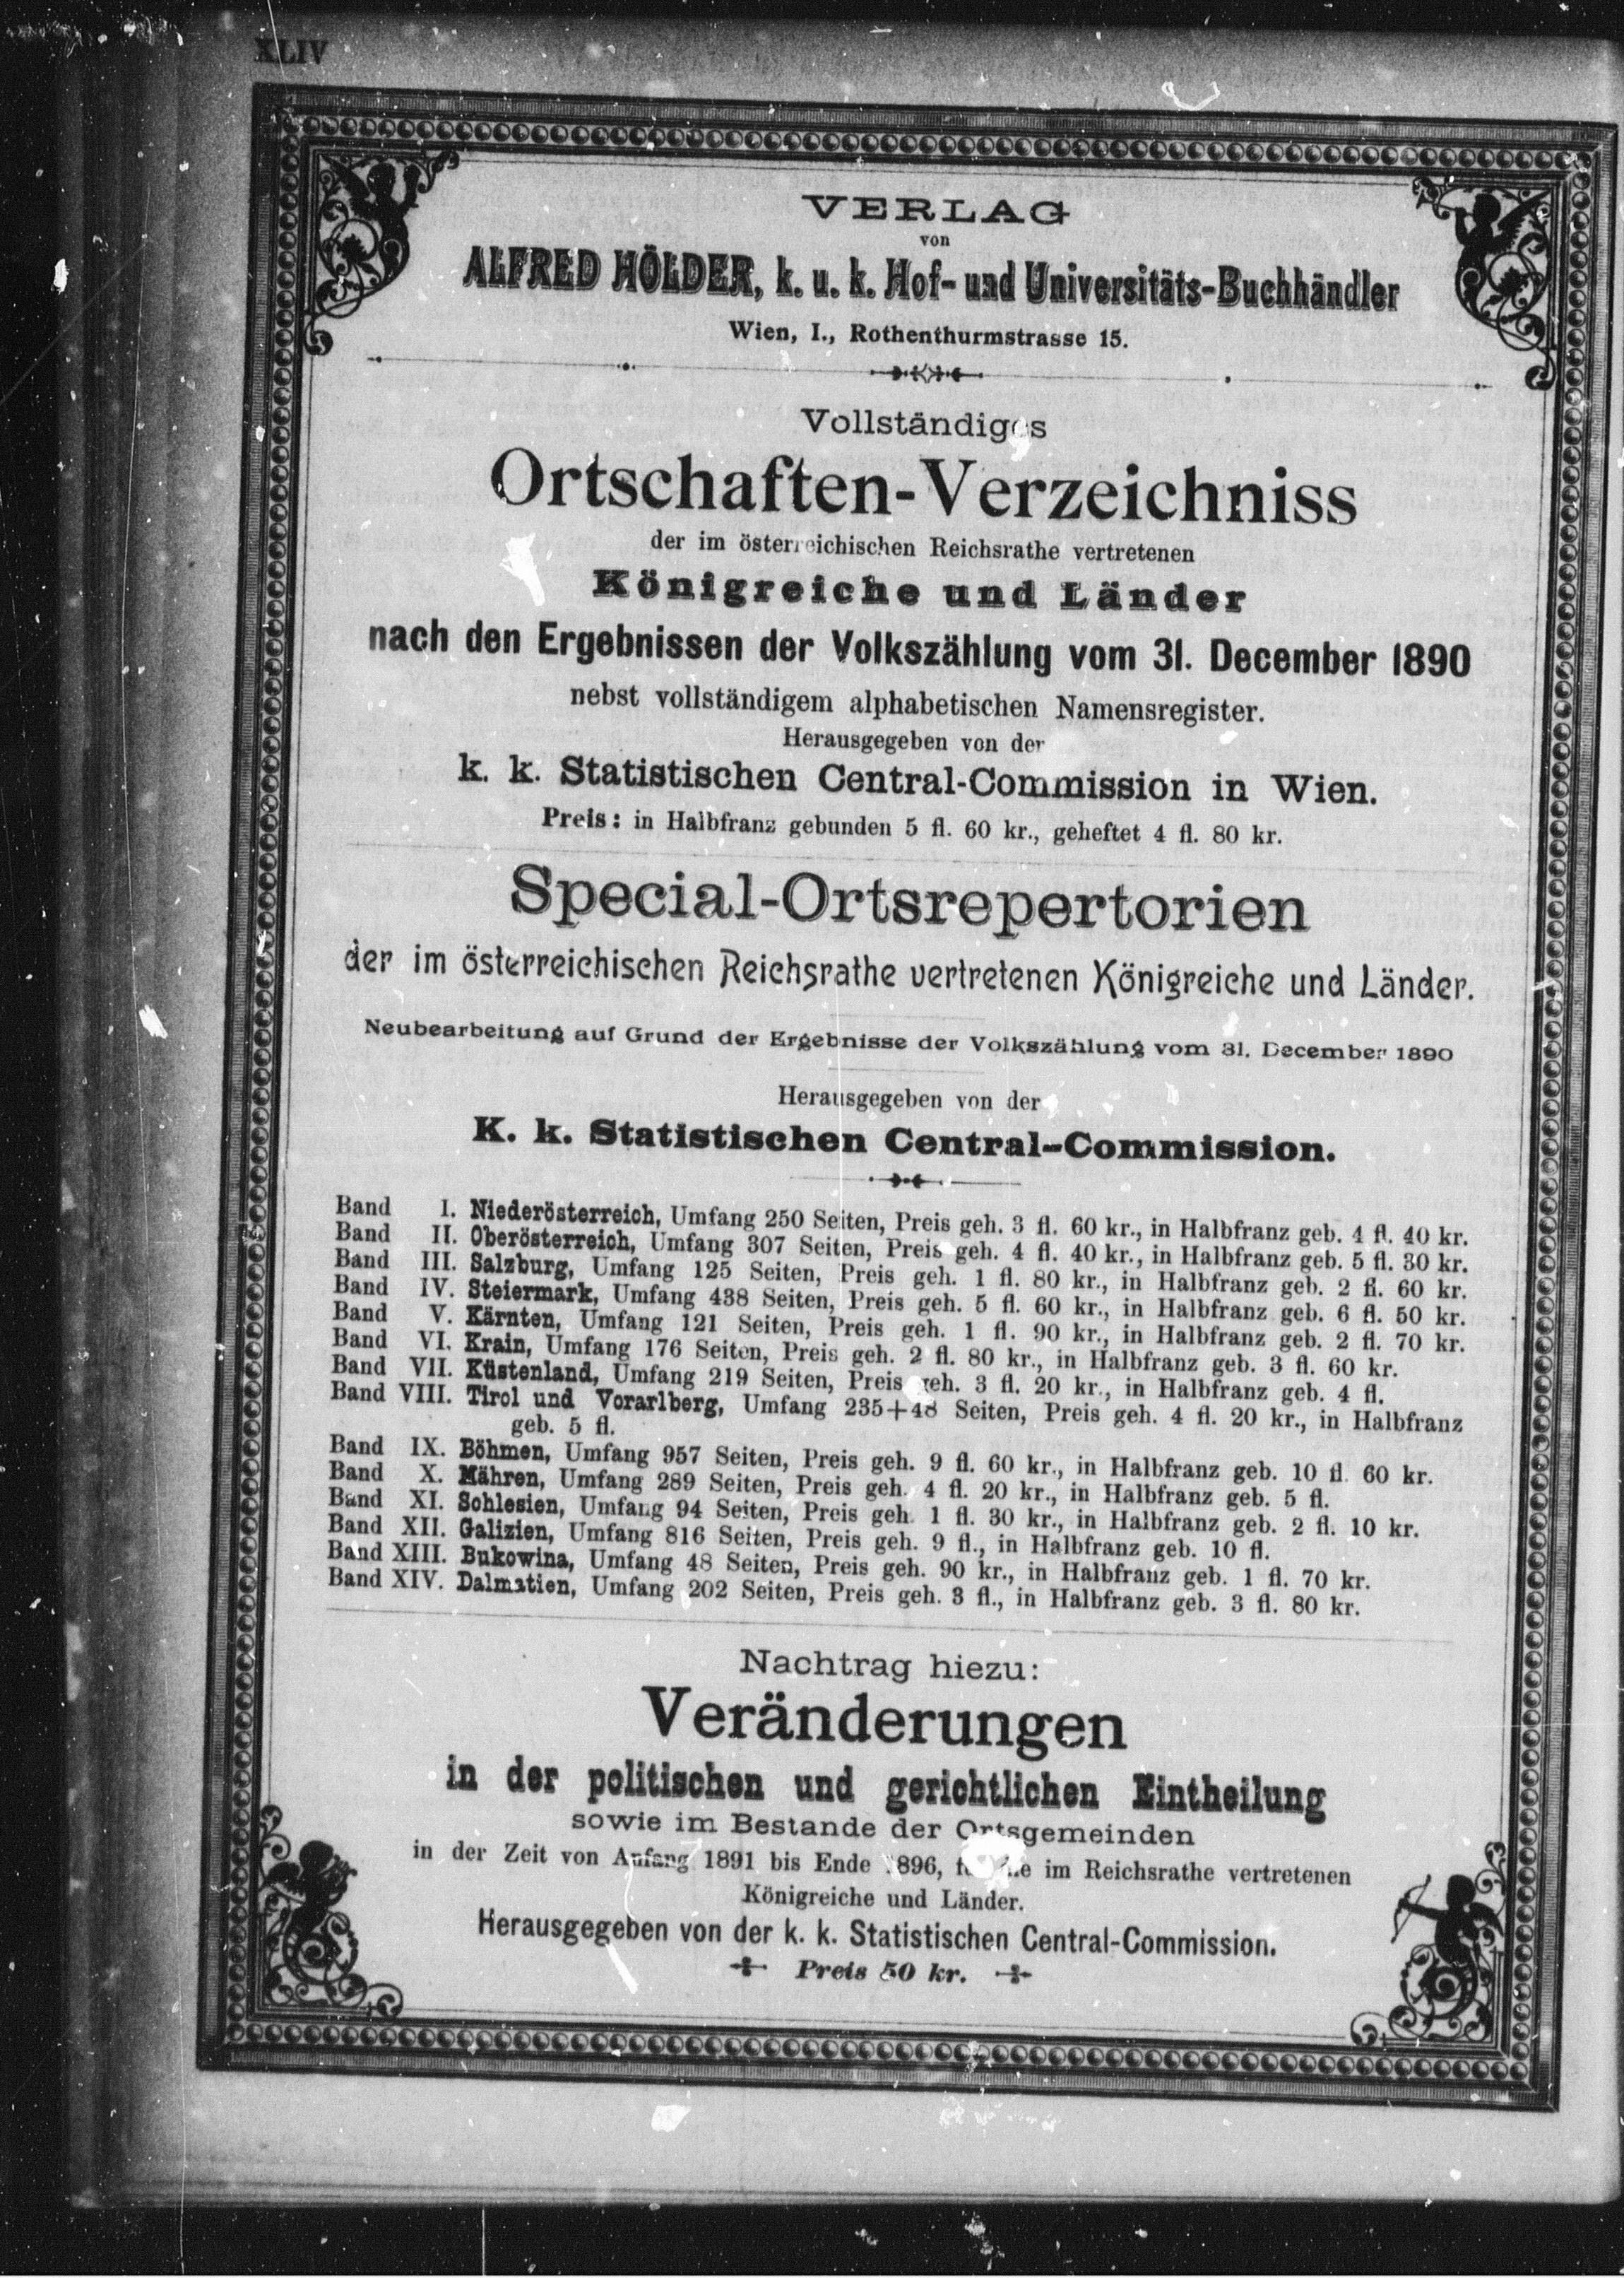 XLIV
VERLAG
von
ALFRED HÖLDER, k. u. k. Hof- und Universitäts-Buchhändler
Wien, I., Rothenthurmstrasse 15.
Vollständiges
Ortschaften-Verzeichniss
der im österreichischen Reichsrathe vertretenen
Königreiche und Länder
nach den Ergebnissen der Volkszählung vom 31. December 1890
nebst vollständigem alphabetischen Namensregister.
Herausgegeben von der
k. k. Statistischen Central-Commission in Wien.
Preis: in Halbfranz gebunden 5 fl. 60 kr., geheftet 4 fl. 80 kr.
Special-Ortsrepertorien
der im österreichischen Reichsrathe vertretenen Königreiche und Länder.
Neubearbeitung auf Grund der Ergebnisse der Volkszählung vom 31. December 1890
Herausgegeben von der
K. k. Statistischen Central-Commission.
Band I. Niederösterreich, Umfang 250 Seiten, Preis geh. 3 fl. 60 kr., in Halbfranz geb. 4 fl. 40 kr.
Band II. Oberösterreich, Umfang 307 Seiten, Preis geh. 4 fl. 40 kr., in Halbfranz geb. 5 fl. 30 kr.
Band III. Salzburg, Umfang 125 Seiten, Preis geh. 1 fl. 80 kr., in Halbfranz geb. 2 fl. 60 kr.
Band IV. Steiermark, Umfang 438 Seiten, Preis geh. 5 fl. 60 kr., in Halbfranz geb. 6 fl. 50 kr.
Band V. Kärnten, Umfang 121 Seiten, Preis geh. 1 fl. 90 kr., in Halbfranz geb. 2 fl. 70 kr.
Band VI. Krain, Umfang 176 Seiten, Preis geh. 2 fl. 80 kr., in Halbfranz geb. 3 fl. 60 kr.
Band VII. Küstenland, Umfang 219 Seiten, Preis geh. 3 fl. 20 kr., in Halbfranz geb. 4 fl.
Band VIII. Tirol und Vorarlberg, Umfang 235+48 Seiten, Preis geh. 4 fl. 20 kr., in Halbfranz
geb. 5 fl.
Band IX. Böhmen, Umfang 957 Seiten, Preis geh. 9 fl. 60 kr., in Halbfranz geb. 10 fl. 60 kr.
Band X. Mähren, Umfang 289 Seiten, Preis geh. 4 fl. 20 kr., in Halbfranz geb. 5 fl.
Band XI. Schlesien, Umfang 94 Seiten, Preis geh. 1 fl. 30 kr., in Halbfranz geb. 2 fl. 10 kr.
Band XII. Galizien, Umfang 816 Seiten, Preis geh. 9 fl., in Halbfranz geb. 10 fl.
Band XIII. Bukowina, Umfang 48 Seiten, Preis geh. 90 kr., in Halbfranz geb. 1 fl. 70 kr.
Band XIV. Dalmatien, Umfang 202 Seiten, Preis geh. 3 fl., in Halbfranz geb. 3 fl. 80 kr.
Nachtrag hiezu:
Veränderungen
in der politischen und gerichtlichen Eintheilung
sowie im Bestande der Ortsgemeinden
in der Zeit von Anfang 1891 bis Ende 1896, im Reichsrathe vertretenen
Königreiche und Länder.
Herausgegeben von der k. k. Statistischen Central-Commission.
Preis 50 kr.